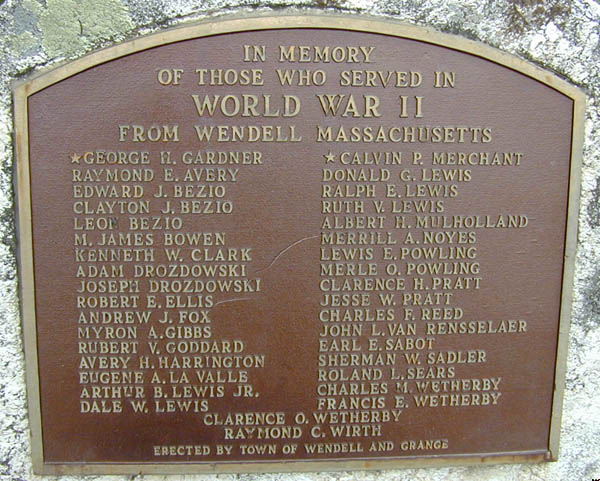 IN MEMORY
OF THOSE WHO SERVED IN
WORLD WAR II
FROM WENDELL MASSACHUSETTS
★GEORGE H. GARDNER
RAYMOND E. AVERY
EDWARD J. BEZIO
CLAYTON J. BEZIO
LEON BEZIO
M. JAMES BOWEN
KENNETH W. CLARK
ADAM DROZDOWSKI
JOSEPH DROZDOWSKI
ROBERT E. ELLIS
ANDREW J. FOX
MYRON A. GIBBS
RUBERT V. GODDARD
AVERY H. HARRINGTON
EUGENE A. LA VALLE
ARTHUR B. LEWIS JR.
DALE W. LEWIS
★CALVIN P. MERCHANT
DONALD G. LEWIS
RALPH E. LEWIS
RUTH V. LEWIS
ALBERT H. MULHOLLAND
MERRILL A. NOYES
LEWIS E. POWLING
MERLE O. POWLING
CLARENCE H. PRATT
JESSE W. PRATT
CHARLES F. REED
JOHN L. VAN RENSSELAER
EARL E. SABOT
SHERMAN W. SADLER
ROLAND L. SEARS
CHARLES M. WETHERBY
FRANCIS E. WETHERBY
CLARENCE O. WETHERBY
RAYMOND C. WIRTH
ERECTED BY TOWN OF WENDELL AND GRANGE